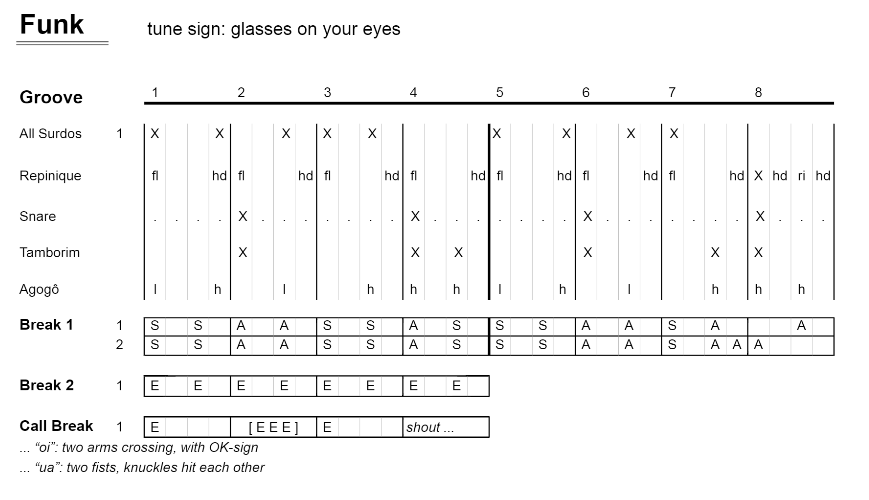 Funk tune sign: glasses on your eyes
Groove 1 2 3 4 5 6 7 8
All Surdos 1 X X X X X X X X X
Repinique fl hd fl hd fl hd fl hd fl hd fl hd fl hd X hd ri hd
Snare . . . . X . . . . . . . X . . . . . . . X . . . . . . . X . . .
Tamborim X X X X X X
Agogô l h l h h h l h l h h h
Break 1 1 S S A A S S A S S S A A S A A
2 S S A A S S A S S S A A S A A A
Break 2 1 E E E E E E E E
Call Break 1 E [ E E E ] E shout ...
... “oi”: two arms crossing, with OK-sign
... “ua”: two fists, knuckles hit each other